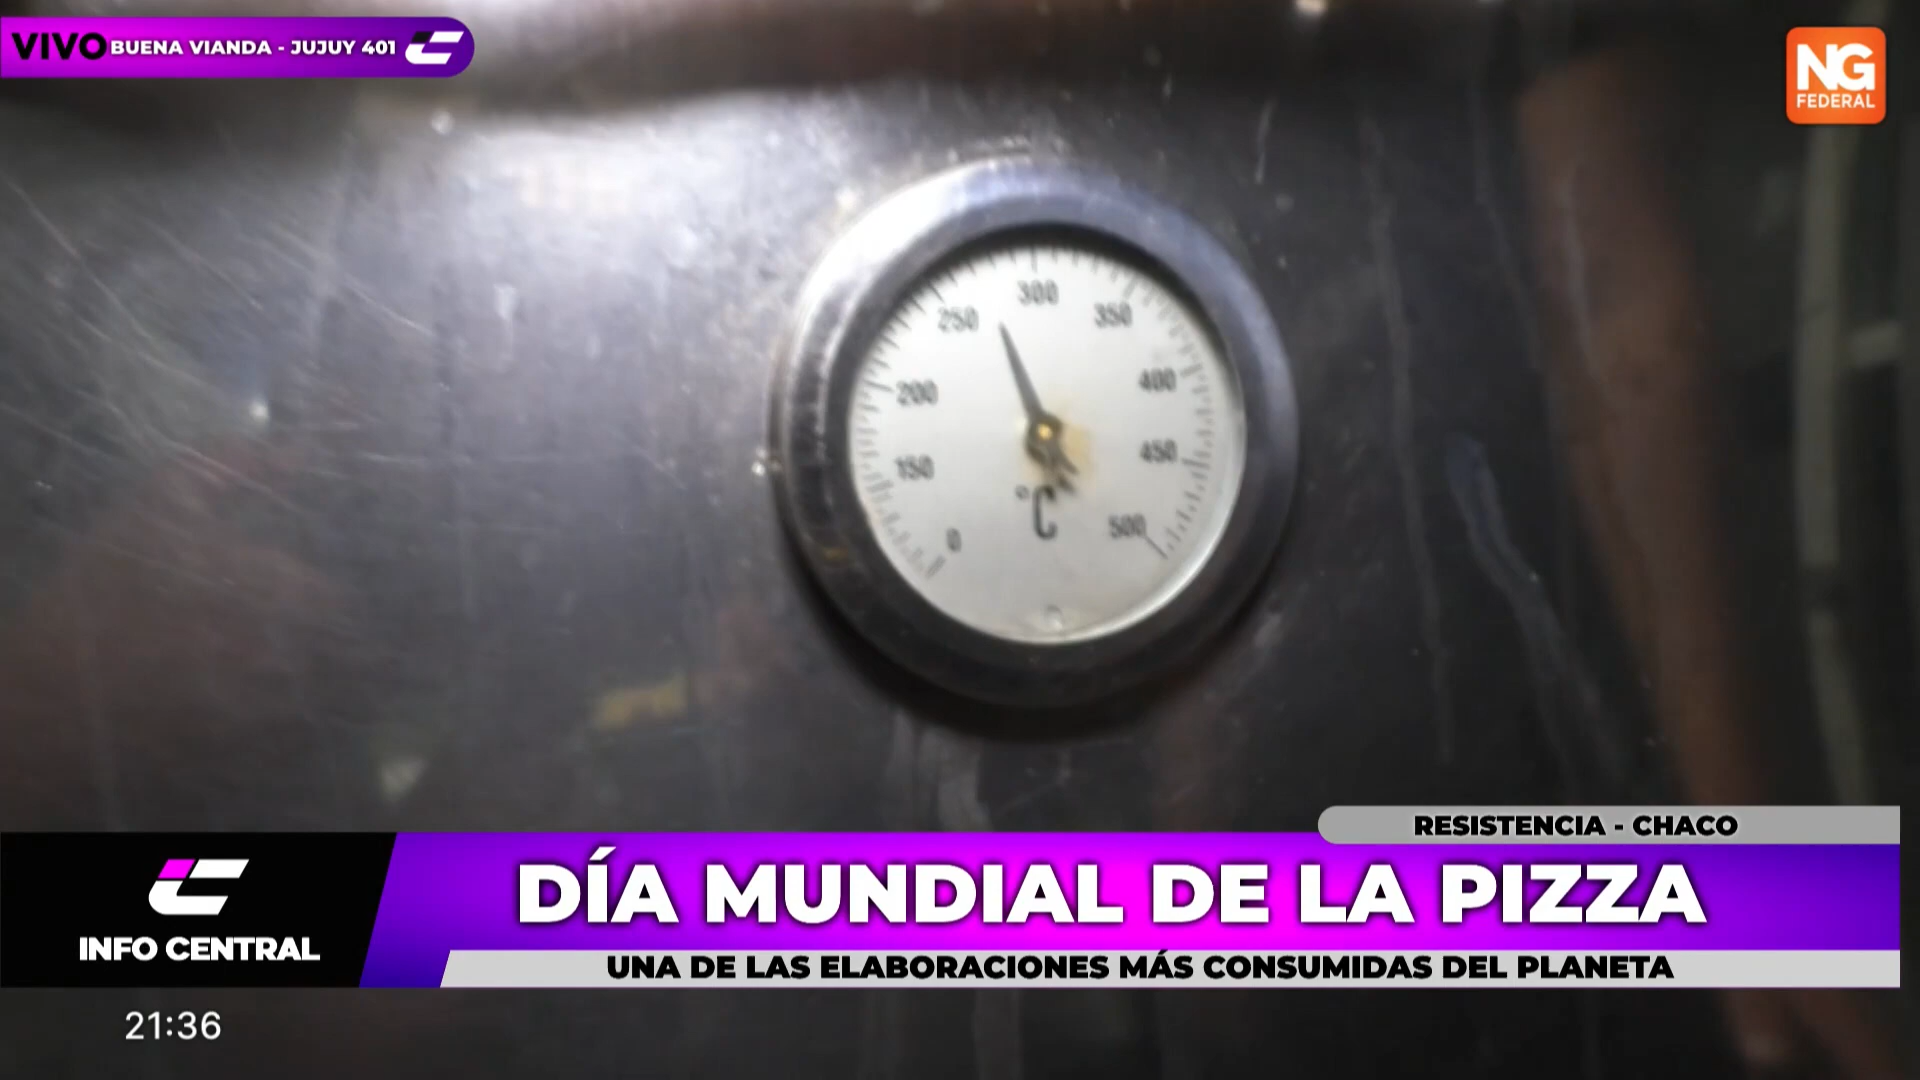 VIVO BUENA VIANDA - JUJUY 401
NG
FEDERAL
300
250
350
200
400
150
450
0
°C
500
RESISTENCIA - CHACO
DÍA MUNDIAL DE LA PIZZA
INFO CENTRAL
UNA DE LAS ELABORACIONES MÁS CONSUMIDAS DEL PLANETA
21:36